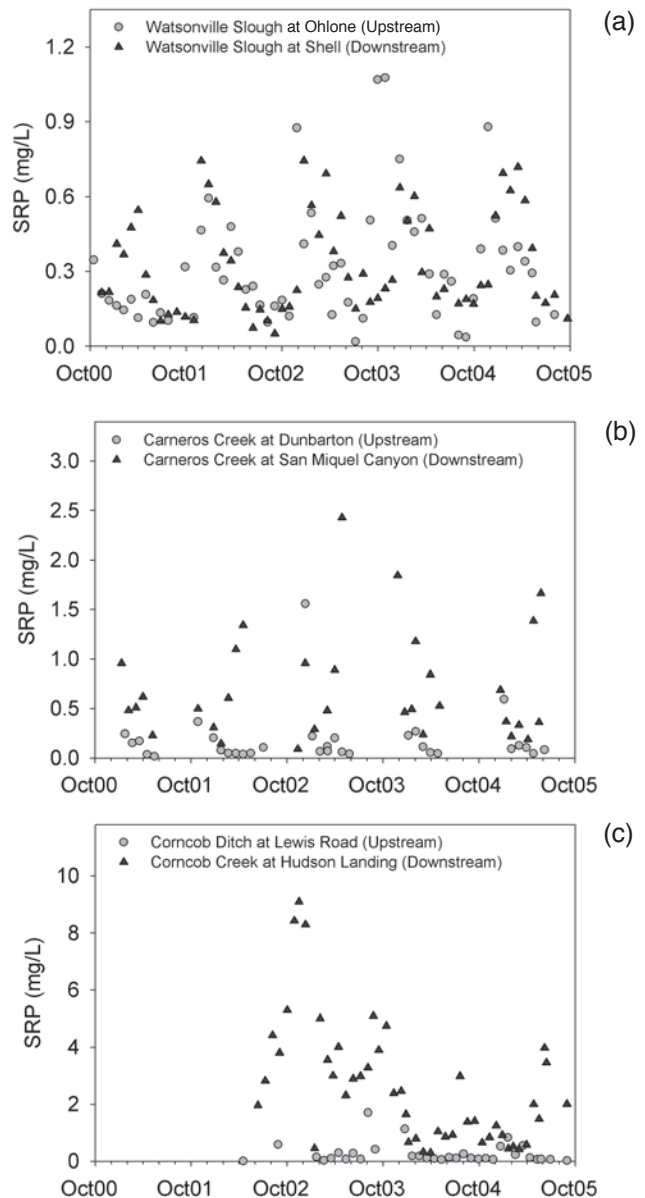 (a)
Watsonville Slough at Ohlone (Upstream)
Watsonville Slough at Shell (Downstream)
1.2
0.9
0.6
0.3
0.0
SRP (mg/L)
Oct00 Oct01 Oct02 Oct03 Oct04 Oct05
(b)
Carneros Creek at Dunbarton (Upstream)
Carneros Creek at San Miquel Canyon (Downstream)
3.0
2.5
2.0
1.5
1.0
0.5
0.0
SRP (mg/L)
Oct00 Oct01 Oct02 Oct03 Oct04 Oct05
(c)
Corncob Ditch at Lewis Road (Upstream)
Corncob Creek at Hudson Landing (Downstream)
10
8
6
4
2
0
SRP (mg/L)
Oct00 Oct01 Oct02 Oct03 Oct04 Oct05